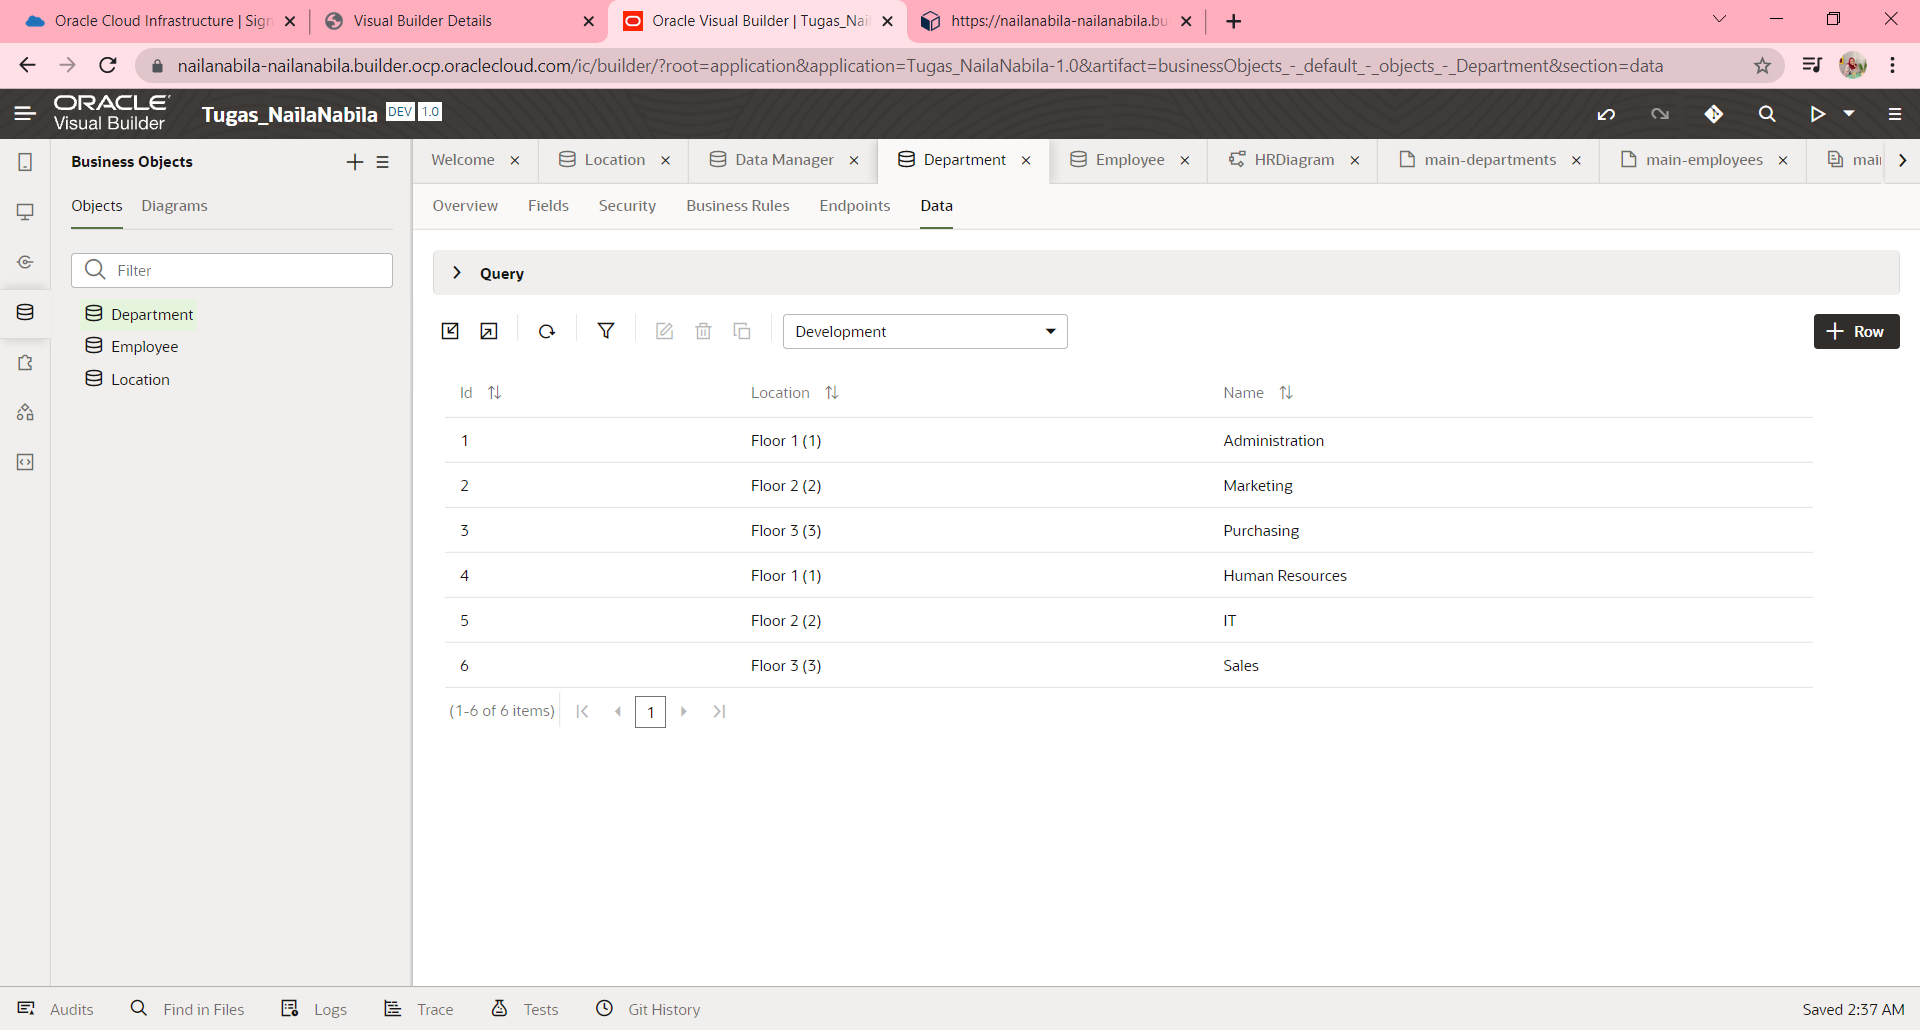 Oracle Cloud Infrastructure | Sign
Visual Builder Details
Oracle Visual Builder | Tugas_Nail
https://nailanabila-nailanabila.bu
nailanabila-nailanabila.builder.ocp.oraclecloud.com/ic/builder/?root=application&application=Tugas_NailaNabila-1.0&artifact=businessObjects_-_default_-_objects_-_Department&section=data
ORACLE
Visual Builder
Tugas_NailaNabila DEV 1.0
Business Objects
Objects Diagrams
Filter
Department
Employee
Location
Welcome Location Data Manager Department Employee HRDiagram main-departments main-employees mai
Overview Fields Security Business Rules Endpoints Data
Query
Development
Row
Id Location Name
1 Floor 1 (1) Administration
2 Floor 2 (2) Marketing
3 Floor 3 (3) Purchasing
4 Floor 1 (1) Human Resources
5 Floor 2 (2) IT
6 Floor 3 (3) Sales
(1-6 of 6 items) 1
Audits Find in Files Logs Trace Tests Git History Saved 2:37 AM